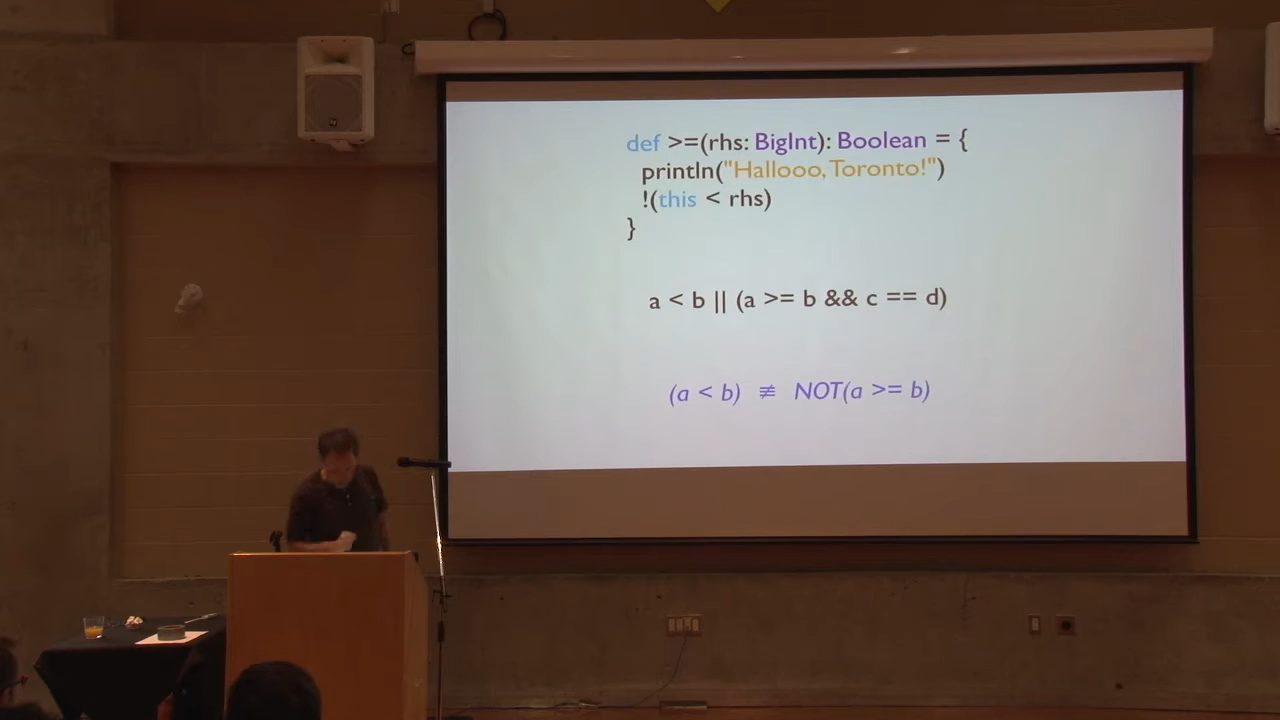 def >=(rhs: BigInt): Boolean = {
println("Hallooo, Toronto!")
!(this < rhs)
}
a < b || (a >= b && c == d)
(a < b) ≢ NOT(a >= b)